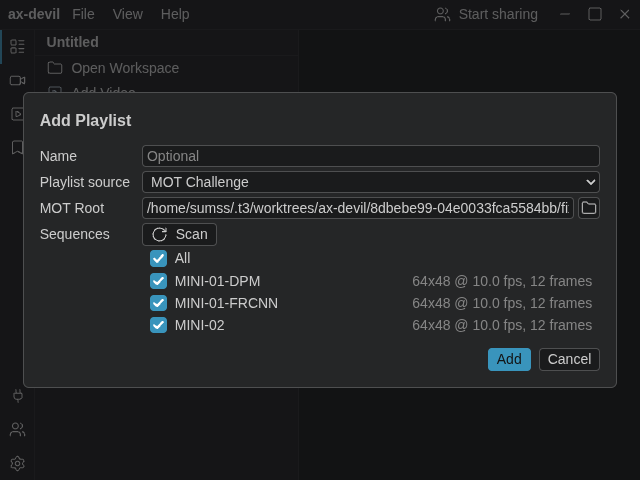 ax-devil File View Help Start sharing
Untitled
Open Workspace
Add Video
Add Playlist
Name Optional
Playlist source MOT Challenge
MOT Root /home/sumss/.t3/worktrees/ax-devil/8dbebe99-04e0033fca5584bb/fi
Sequences Scan
All
MINI-01-DPM 64x48 @ 10.0 fps, 12 frames
MINI-01-FRCNN 64x48 @ 10.0 fps, 12 frames
MINI-02 64x48 @ 10.0 fps, 12 frames
Add Cancel